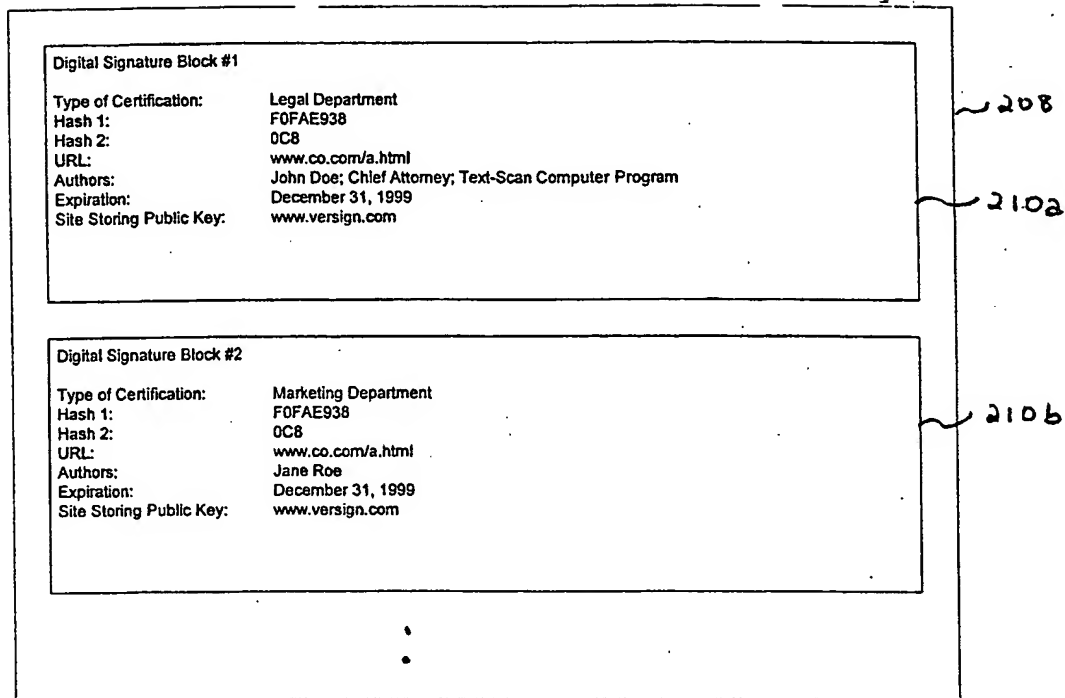 Digital Signature Block #1
Type of Certification: Legal Department
Hash 1: F0FAE938
Hash 2: 0C8
URL: www.co.com/a.html
Authors: John Doe; Chief Attorney; Text-Scan Computer Program
Expiration: December 31, 1999
Site Storing Public Key: www.versign.com
208
210a
Digital Signature Block #2
Type of Certification: Marketing Department
Hash 1: F0FAE938
Hash 2: 0C8
URL: www.co.com/a.html
Authors: Jane Roe
Expiration: December 31, 1999
Site Storing Public Key: www.versign.com
210b